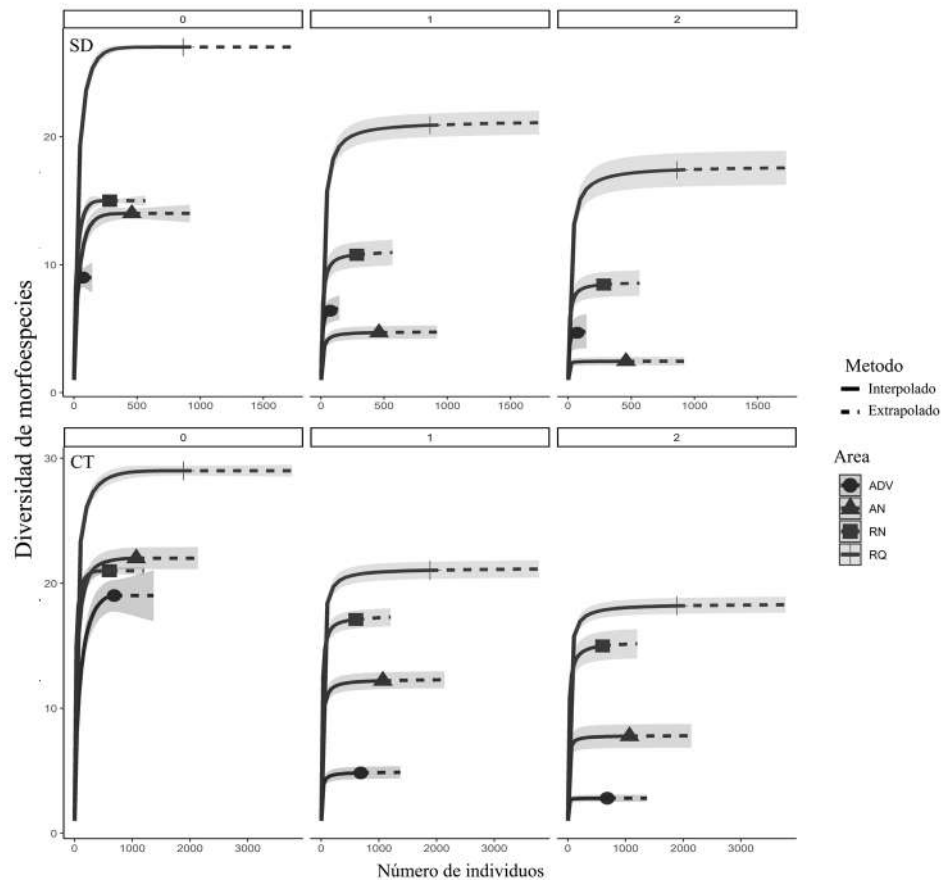 0 1 2
SD
20
10
0
0 500 1000 1500 0 500 1000 1500 0 500 1000 1500
Diversidad de morfoespecies
0 1 2
CT
30
20
10
0
0 1000 2000 3000 0 1000 2000 3000 0 1000 2000 3000
Número de individuos
Metodo
Interpolado
Extrapolado
Area
ADV
AN
RN
RQ